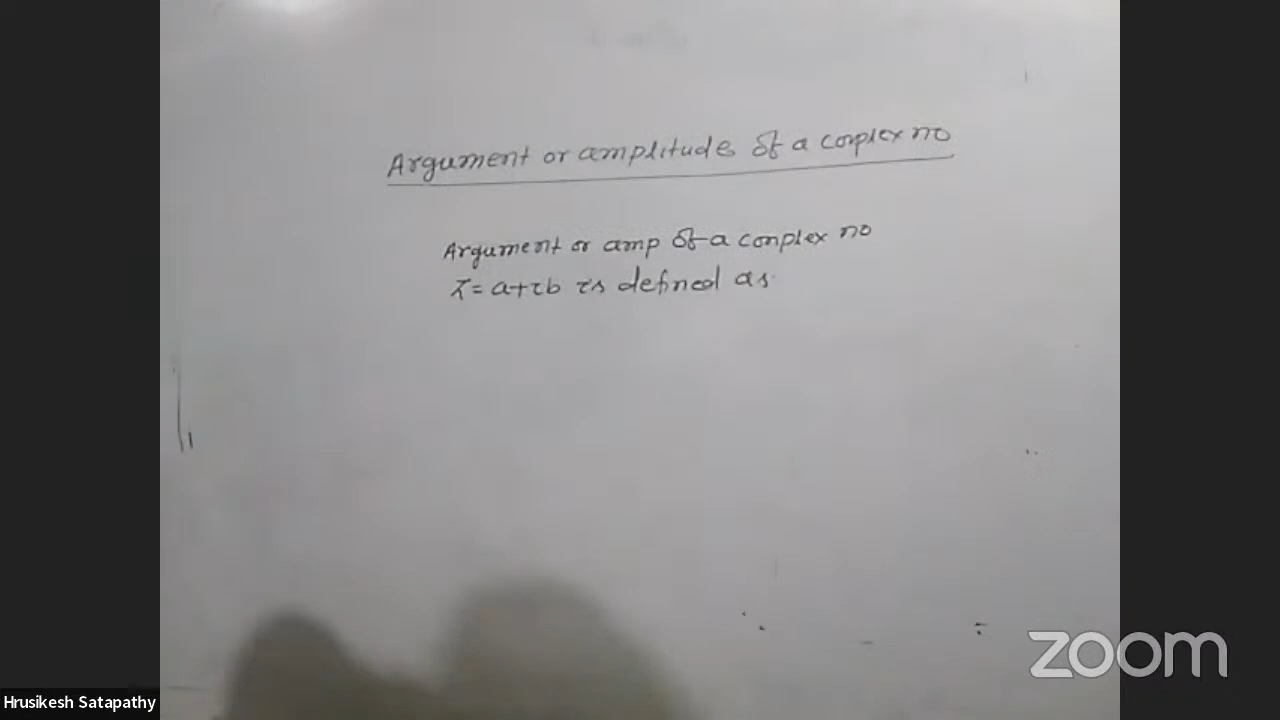 Argument or amplitude of a complex no
Argument or amp of a complex no
z = a+ib is defined as
zoom
Hrusikesh Satapathy